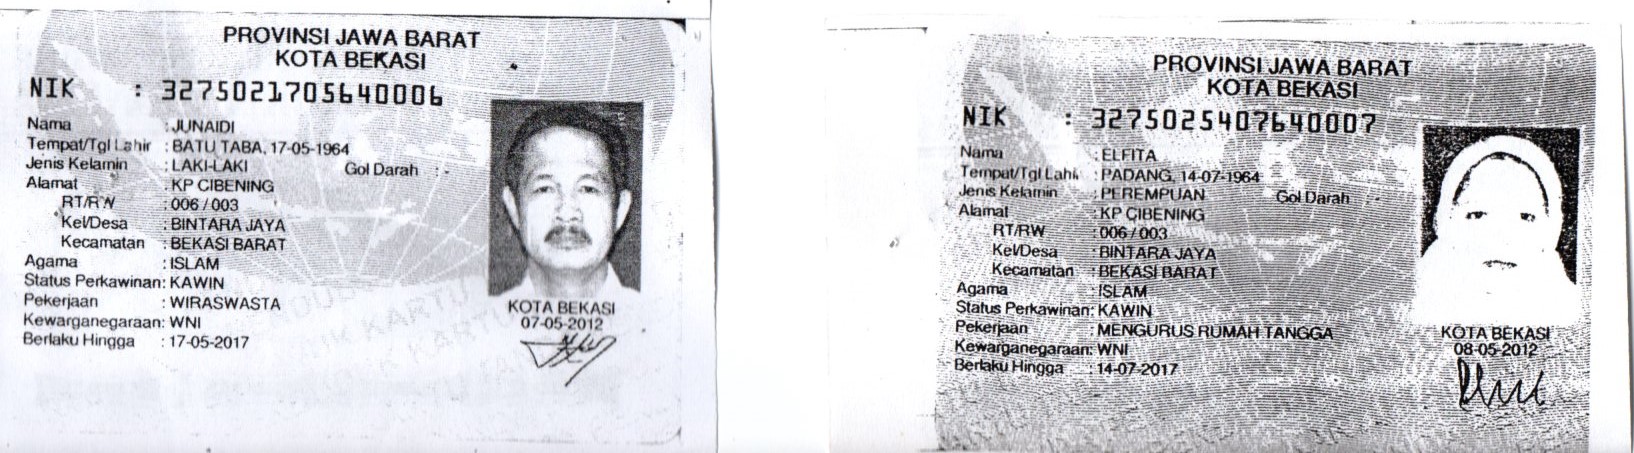 PROVINSI JAWA BARAT
KOTA BEKASI
NIK : 3275021705640006
Nama : JUNAIDI
Tempat/Tgl Lahir : BATU TABA, 17-05-1964
Jenis Kelamin : LAKI-LAKI Gol Darah : -
Alamat : KP CIBENING
RT/RW : 006 / 003
Kel/Desa : BINTARA JAYA
Kecamatan : BEKASI BARAT
Agama : ISLAM
Status Perkawinan: KAWIN
Pekerjaan : WIRASWASTA
Kewarganegaraan: WNI
Berlaku Hingga : 17-05-2017
KOTA BEKASI
07-05-2012
PROVINSI JAWA BARAT
KOTA BEKASI
NIK : 3275025407640007
Nama : ELFITA
Tempat/Tgl Lahir : PADANG, 14-07-1964
Jenis Kelamin : PEREMPUAN Gol Darah : -
Alamat : KP CIBENING
RT/RW : 006 / 003
Kel/Desa : BINTARA JAYA
Kecamatan : BEKASI BARAT
Agama : ISLAM
Status Perkawinan: KAWIN
Pekerjaan : MENGURUS RUMAH TANGGA
Kewarganegaraan: WNI
Berlaku Hingga : 14-07-2017
KOTA BEKASI
08-05-2012